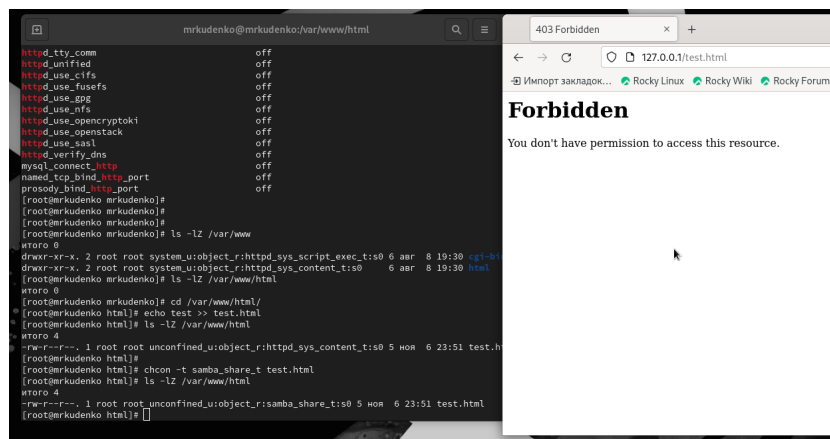 mrkudenko@mrkudenko:/var/www/html
httpd_tty_comm off
httpd_unified off
httpd_use_cifs off
httpd_use_fusefs off
httpd_use_gpg off
httpd_use_nfs off
httpd_use_opencryptoki off
httpd_use_openstack off
httpd_use_sasl off
httpd_verify_dns off
mysql_connect_http off
named_tcp_bind_http_port off
prosody_bind_http_port off
[root@mrkudenko mrkudenko]#
[root@mrkudenko mrkudenko]#
[root@mrkudenko mrkudenko]#
[root@mrkudenko mrkudenko]# ls -lZ /var/www
итого 0
drwxr-xr-x. 2 root root system_u:object_r:httpd_sys_script_exec_t:s0 6 авг 8 19:30 cgi-bin
drwxr-xr-x. 2 root root system_u:object_r:httpd_sys_content_t:s0 6 авг 8 19:30 html
[root@mrkudenko mrkudenko]# ls -lZ /var/www/html
итого 0
[root@mrkudenko mrkudenko]# cd /var/www/html/
[root@mrkudenko html]# echo test >> test.html
[root@mrkudenko html]# ls -lZ /var/www/html
итого 4
-rw-r--r--. 1 root root unconfined_u:object_r:httpd_sys_content_t:s0 5 ноя 6 23:51 test.h
[root@mrkudenko html]#
[root@mrkudenko html]# chcon -t samba_share_t test.html
[root@mrkudenko html]# ls -lZ /var/www/html
итого 4
-rw-r--r--. 1 root root unconfined_u:object_r:samba_share_t:s0 5 ноя 6 23:51 test.html
[root@mrkudenko html]#
403 Forbidden
127.0.0.1/test.html
Импорт закладок... Rocky Linux Rocky Wiki Rocky Forum
Forbidden
You don't have permission to access this resource.